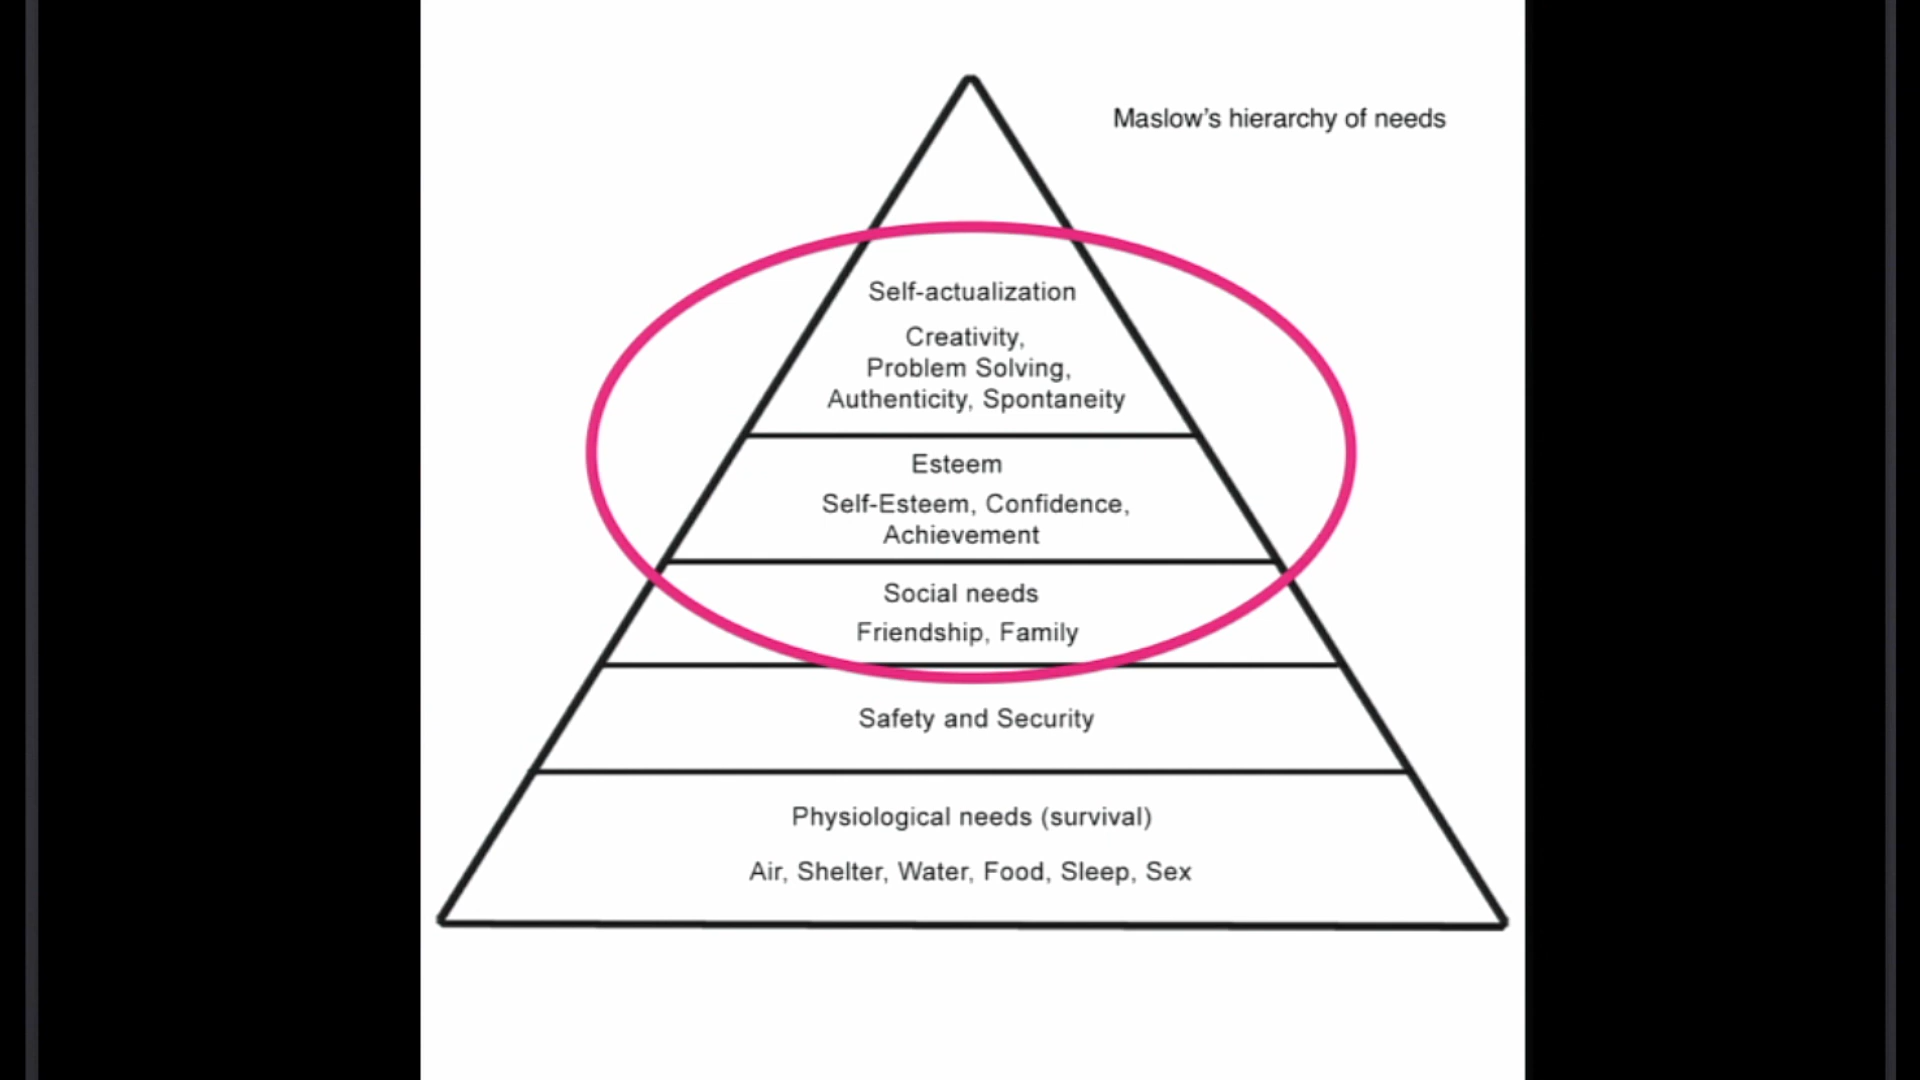 Maslow’s hierarchy of needs
Self-actualization
Creativity,
Problem Solving,
Authenticity, Spontaneity
Esteem
Self-Esteem, Confidence,
Achievement
Social needs
Friendship, Family
Safety and Security
Physiological needs (survival)
Air, Shelter, Water, Food, Sleep, Sex